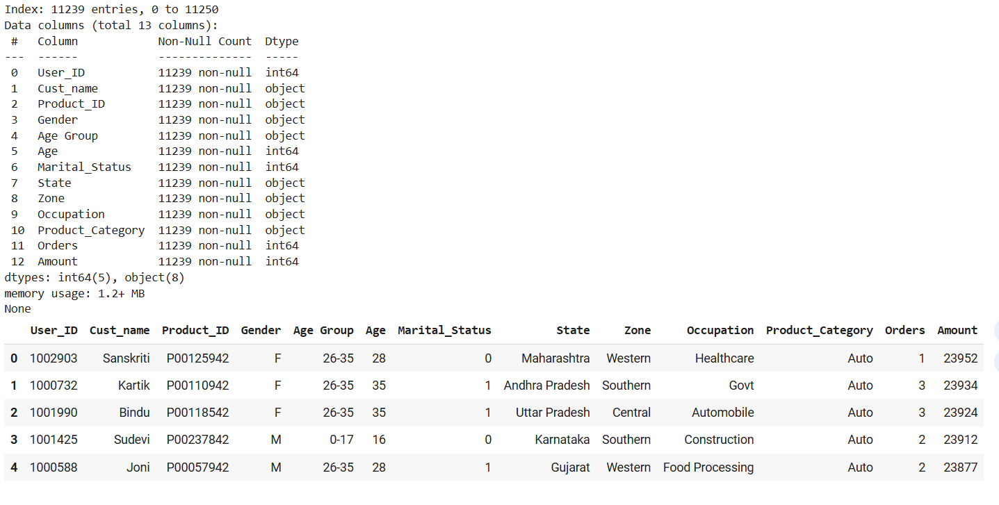 Index: 11239 entries, 0 to 11250
Data columns (total 13 columns):
 #   Column            Non-Null Count  Dtype
---  ------            --------------  -----
 0   User_ID           11239 non-null  int64
 1   Cust_name         11239 non-null  object
 2   Product_ID        11239 non-null  object
 3   Gender            11239 non-null  object
 4   Age Group         11239 non-null  object
 5   Age               11239 non-null  int64
 6   Marital_Status    11239 non-null  int64
 7   State             11239 non-null  object
 8   Zone              11239 non-null  object
 9   Occupation        11239 non-null  object
 10  Product_Category  11239 non-null  object
 11  Orders            11239 non-null  int64
 12  Amount            11239 non-null  int64
dtypes: int64(5), object(8)
memory usage: 1.2+ MB
None
User_ID Cust_name Product_ID Gender Age Group Age Marital_Status State Zone Occupation Product_Category Orders Amount
0 1002903 Sanskriti P00125942 F 26-35 28 0 Maharashtra Western Healthcare Auto 1 23952
1 1000732 Kartik P00110942 F 26-35 35 1 Andhra Pradesh Southern Govt Auto 3 23934
2 1001990 Bindu P00118542 F 26-35 35 1 Uttar Pradesh Central Automobile Auto 3 23924
3 1001425 Sudevi P00237842 M 0-17 16 0 Karnataka Southern Construction Auto 2 23912
4 1000588 Joni P00057942 M 26-35 28 1 Gujarat Western Food Processing Auto 2 23877